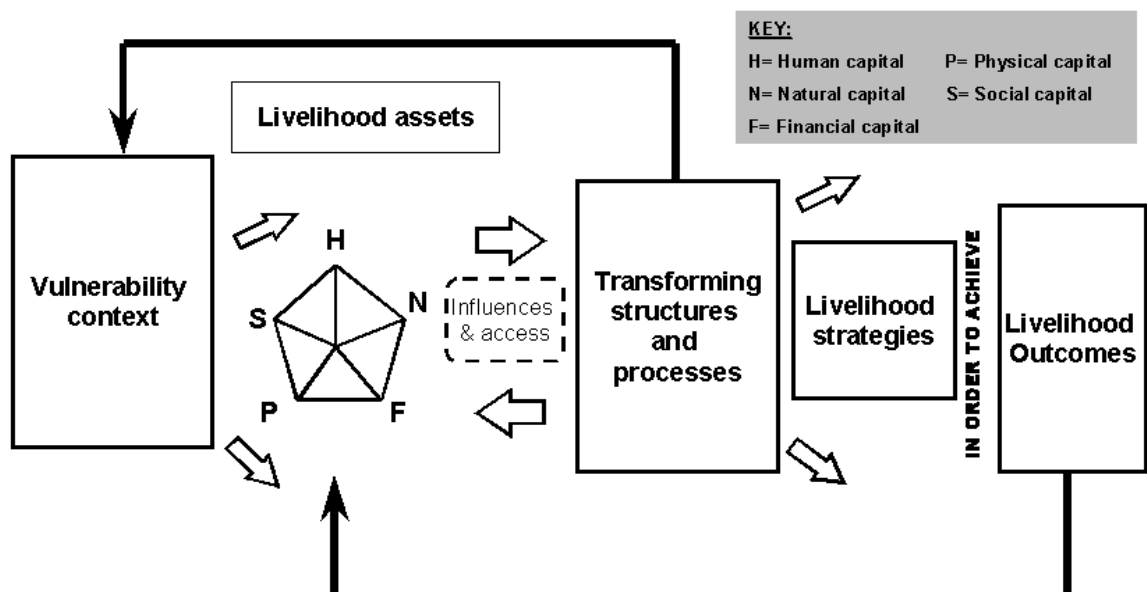 KEY:
H= Human capital P= Physical capital
N= Natural capital S= Social capital
F= Financial capital
Livelihood assets
Vulnerability
context
H
S
N
P
F
Influences
& access
Transforming
structures
and
processes
Livelihood
strategies
IN ORDER TO ACHIEVE
Livelihood
Outcomes